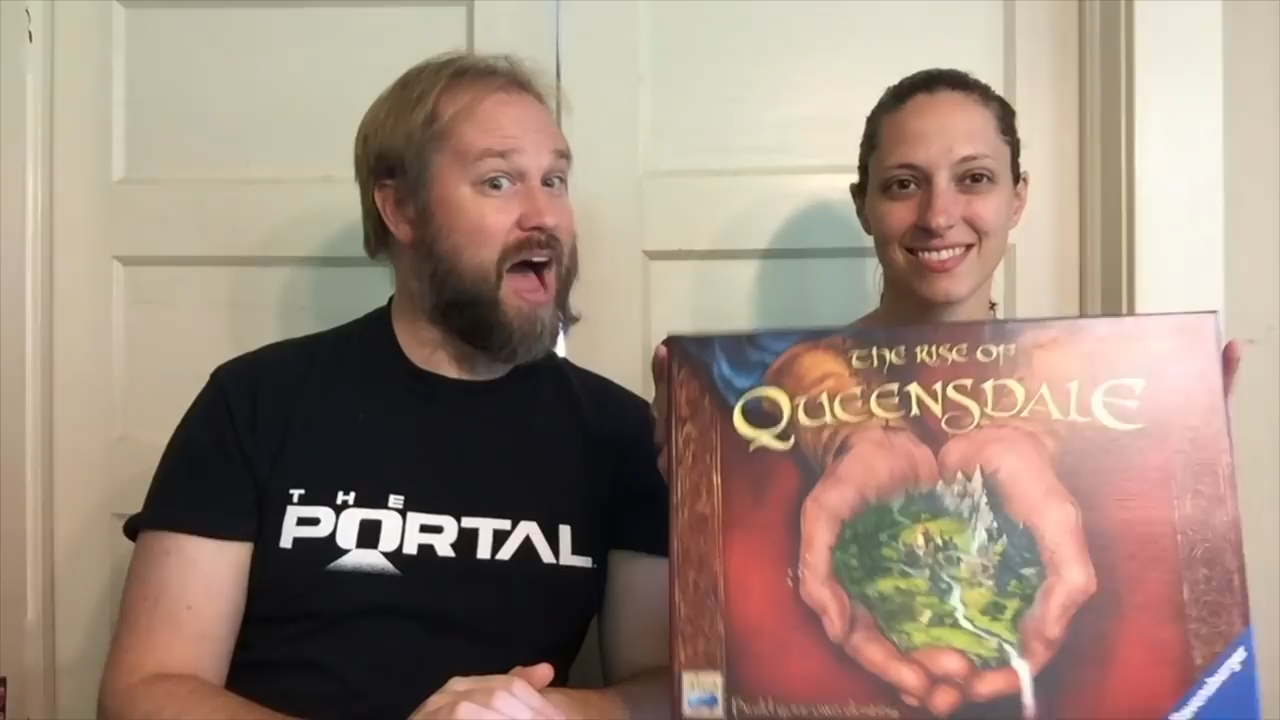 THE
PORTAL
THE RISE OF
QUEENSDALE
Ravensburger